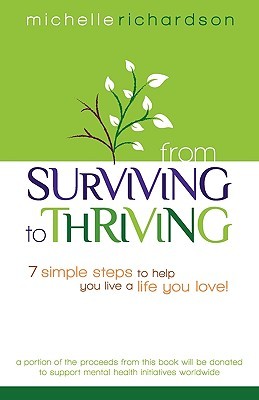 michelle richardson
from
SURVIVING
to THRIVING
7 simple steps to help
you live a life you love!
a portion of the proceeds from this book will be donated
to support mental health initiatives worldwide